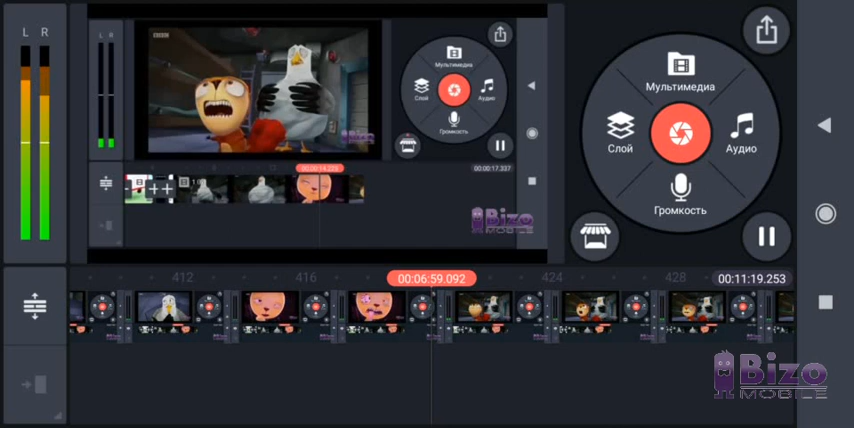 L R
L R
BBC
Мультимедиа
Слой
Аудио
Громкость
00:00:14.220
00:00:17.337
Bizo
MOBILE
Мультимедиа
Слой
Аудио
Громкость
412
416
00:06:59.092
424
428
00:11:19.253
Bizo
MOBILE